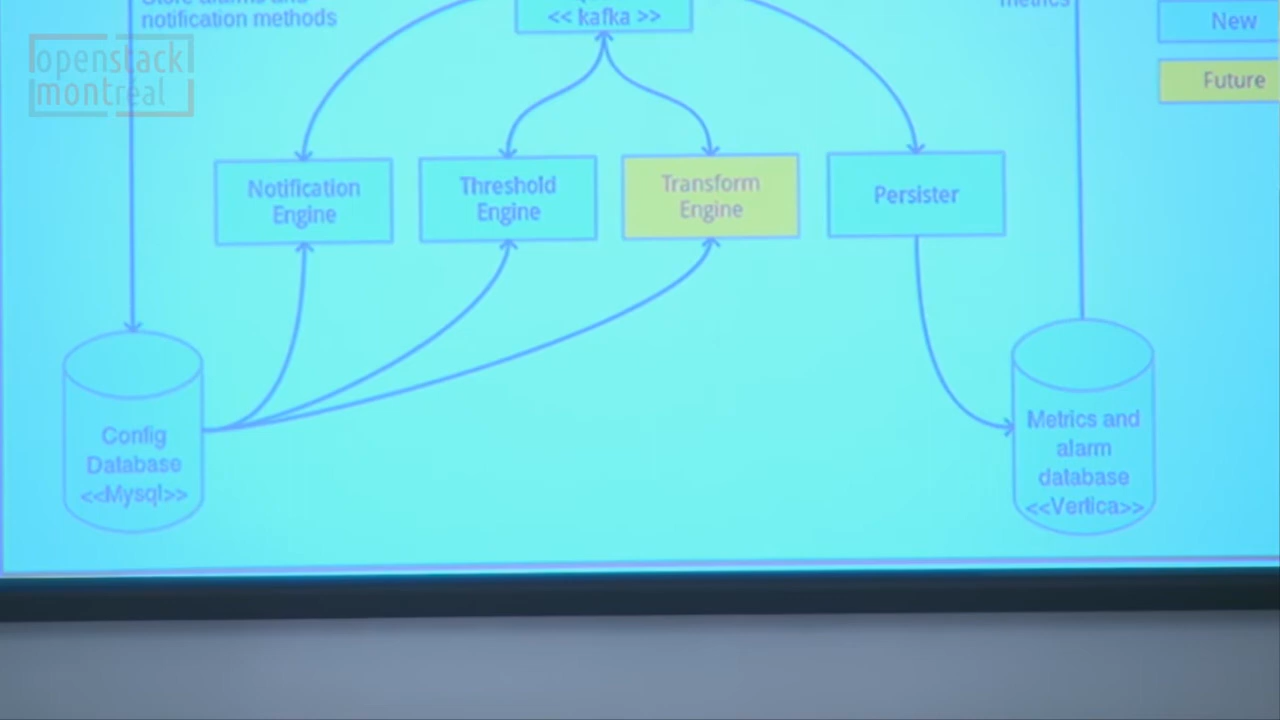 notification methods
<< kafka >>
metrics
New
openstack
montreal
Future
Notification
Engine
Threshold
Engine
Transform
Engine
Persister
Config
Database
<<Mysql>>
Metrics and
alarm
database
<<Vertica>>